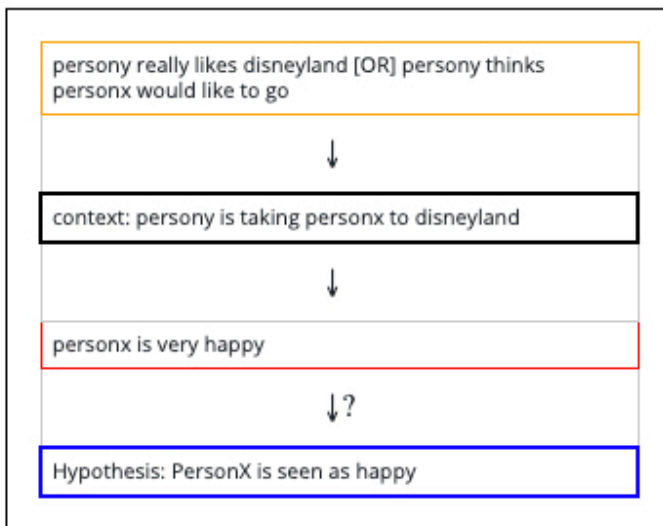 persony really likes disneyland [OR] persony thinks
personx would like to go
↓
context: persony is taking personx to disneyland
↓
personx is very happy
↓?
Hypothesis: PersonX is seen as happy